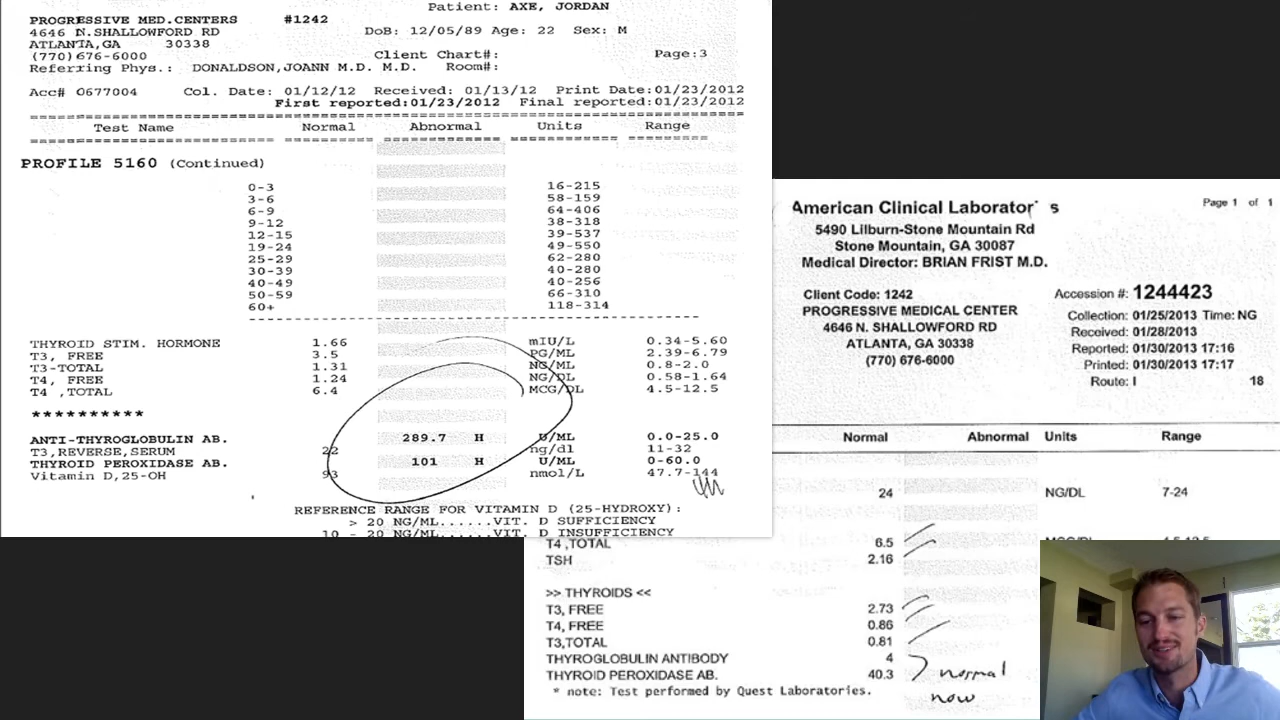 Patient: AXE, JORDAN
PROGRESSIVE MED.CENTERS #1242
4646 N.SHALLOWFORD RD DoB: 12/05/89 Age: 22 Sex: M
ATLANTA,GA 30338
(770)676-6000 Client Chart#: Page:3
Referring Phys.: DONALDSON,JOANN M.D. M.D. Room#:
Acc# 0677004 Col. Date: 01/12/12 Received: 01/13/12 Print Date:01/23/2012
First reported:01/23/2012 Final reported:01/23/2012
Test Name Normal Abnormal Units Range
PROFILE 5160 (Continued)
0-3 16-215
3-6 58-159
6-9 64-406
9-12 38-318
12-15 39-537
19-24 49-550
25-29 62-280
30-39 40-280
40-49 40-256
50-59 66-310
60+ 118-314
THYROID STIM. HORMONE 1.66 mIU/L 0.34-5.60
T3, FREE 3.5 PG/ML 2.39-6.79
T3-TOTAL 1.31 NG/ML 0.8-2.0
T4, FREE 1.24 NG/DL 0.58-1.64
T4 ,TOTAL 6.4 MCG/DL 4.5-12.5
**********
ANTI-THYROGLOBULIN AB. 289.7 H U/ML 0.0-25.0
T3,REVERSE,SERUM 22 ng/dl 11-32
THYROID PEROXIDASE AB. 101 H U/ML 0-60.0
Vitamin D,25-OH 93 nmol/L 47.7-144
REFERENCE RANGE FOR VITAMIN D (25-HYDROXY):
> 20 NG/ML......VIT. D SUFFICIENCY
10 - 20 NG/ML......VIT. D INSUFFICIENCY
American Clinical Laborator s Page 1 of 1
5490 Lilburn-Stone Mountain Rd
Stone Mountain, GA 30087
Medical Director: BRIAN FRIST M.D.
Client Code: 1242
PROGRESSIVE MEDICAL CENTER
4646 N. SHALLOWFORD RD
ATLANTA, GA 30338
(770) 676-6000
Accession #: 1244423
Collection: 01/25/2013 Time: NG
Received: 01/28/2013
Reported: 01/30/2013 17:16
Printed: 01/30/2013 17:17
Route: I 18
Normal Abnormal Units Range
24 NG/DL 7-24
T4,TOTAL 6.5
TSH 2.16
>> THYROIDS <<
T3, FREE 2.73
T4, FREE 0.86
T3,TOTAL 0.81
THYROGLOBULIN ANTIBODY 4
THYROID PEROXIDASE AB. 40.3
normal
now
* note: Test performed by Quest Laboratories.